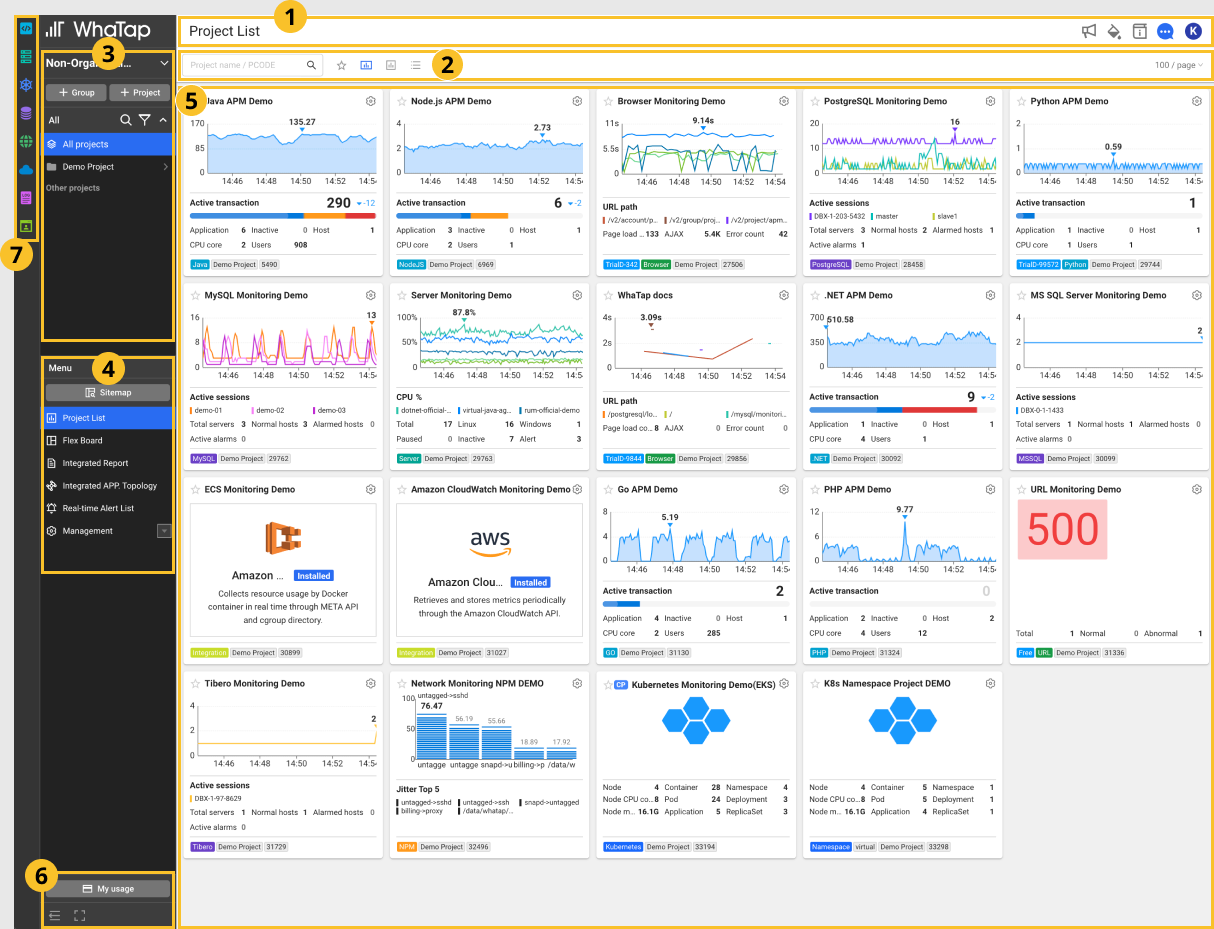 WhaTap
1
Project List
K
3
Non-Organi...
Project name / PCODE
2
100 / page
+ Group
+ Project
All
All projects
Demo Project
Other projects
7
5
Java APM Demo
170
85
0
135.27
14:46 14:48 14:50 14:52 14:54
Active transaction 290 -12
Application 6 Inactive 0 Host 1
CPU core 2 Users 908
Java Demo Project 5490
Node.js APM Demo
4
2
0
2.73
14:46 14:48 14:50 14:52 14:54
Active transaction 6 -2
Application 3 Inactive 0 Host 1
CPU core 2 Users 1
NodeJS Demo Project 6969
Browser Monitoring Demo
11s
5.5s
0
9.14s
14:46 14:48 14:50 14:52 14:54
URL path
/v2/account/p... /v2/group/proj... /v2/project/apm...
Page load ... 133 AJAX 5.4K Error count 42
TrialD-342 Browser Demo Project 27506
PostgreSQL Monitoring Demo
20
10
0
16
14:46 14:48 14:50 14:52 14:54
Active sessions
DBX-1-203-5432 master slave1
Total servers 3 Normal hosts 2 Alarmed hosts 1
Active alarms 1
PostgreSQL Demo Project 28458
Python APM Demo
2
1
0
0.59
14:46 14:48 14:50 14:52 14:54
Active transaction 1
Application 1 Inactive 0 Host 1
CPU core 1 Users 1
TrialD-99572 Python Demo Project 29744
MySQL Monitoring Demo
16
8
0
13
14:46 14:48 14:50 14:52 14:54
Active sessions
demo-01 demo-02 demo-03
Total servers 3 Normal hosts 3 Alarmed hosts 0
Active alarms 0
MySQL Demo Project 29762
Server Monitoring Demo
100%
50%
0
87.8%
14:46 14:48 14:50 14:52 14:54
CPU %
dotnet-official-... virtual-java-ag... rum-official-demo
Total 17 Linux 16 Windows 1
Paused 0 Inactive 7 Alert 3
Server Demo Project 29763
WhaTap docs
4s
2s
0
3.09s
14:46 14:48 14:50 14:52 14:54
URL path
/postgresql/lo... / /mysql/monitori...
Page load co... 8 AJAX 0 Error count 0
TrialD-9844 Browser Demo Project 29856
.NET APM Demo
700
350
0
510.58
14:46 14:48 14:50 14:52 14:54
Active transaction 9 -2
Application 1 Inactive 0 Host 1
CPU core 4 Users 1
.NET Demo Project 30092
MS SQL Server Monitoring Demo
4
2
0
2
14:46 14:48 14:50 14:52 14:54
Active sessions
DBX-0-1-1433
Total servers 1 Normal hosts 1 Alarmed hosts 0
Active alarms 0
MSSQL Demo Project 30099
4
Menu
Sitemap
Project List
Flex Board
Integrated Report
Integrated APP. Topology
Real-time Alert List
Management
ECS Monitoring Demo
Amazon ... Installed
Collects resource usage by Docker
container in real time through META API
and cgroup directory.
Integration Demo Project 30899
Amazon CloudWatch Monitoring Demo
aws
Amazon Clou... Installed
Retrieves and stores metrics periodically
through the Amazon CloudWatch API.
Integration Demo Project 31027
Go APM Demo
8
4
0
5.19
14:46 14:48 14:50 14:52 14:54
Active transaction 2
Application 4 Inactive 0 Host 1
CPU core 2 Users 285
GO Demo Project 31130
PHP APM Demo
12
6
0
9.77
14:46 14:48 14:50 14:52 14:54
Active transaction 0
Application 2 Inactive 0 Host 2
CPU core 4 Users 12
PHP Demo Project 31324
URL Monitoring Demo
500
Total 1 Normal 0 Abnormal 1
Free URL Demo Project 31336
Tibero Monitoring Demo
4
2
0
2
14:46 14:48 14:50 14:52 14:54
Active sessions
DBX-1-97-8629
Total servers 1 Normal hosts 1 Alarmed hosts 0
Active alarms 0
Tibero Demo Project 31729
Network Monitoring NPM DEMO
untagged->sshd
100
50
0
76.47 56.19 55.66 18.89 17.92
untagge untagge snapd->u billing->p /data/w
Jitter Top 5
untagged->sshd untagged->ssh snapd->untagged
billing->proxy /data/whatap/...
NPM Demo Project 32496
CP Kubernetes Monitoring Demo(EKS)
Node 4 Container 28 Namespace 4
Node CPU co... 8 Pod 24 Deployment 3
Node m... 16.1G Application 5 ReplicaSet 3
Kubernetes Demo Project 33194
K8s Namespace Project DEMO
Node 4 Container 5 Namespace 1
Node CPU co... 8 Pod 5 Deployment 1
Node m... 16.1G Application 4 ReplicaSet 1
Namespace virtual Demo Project 33298
6
My usage